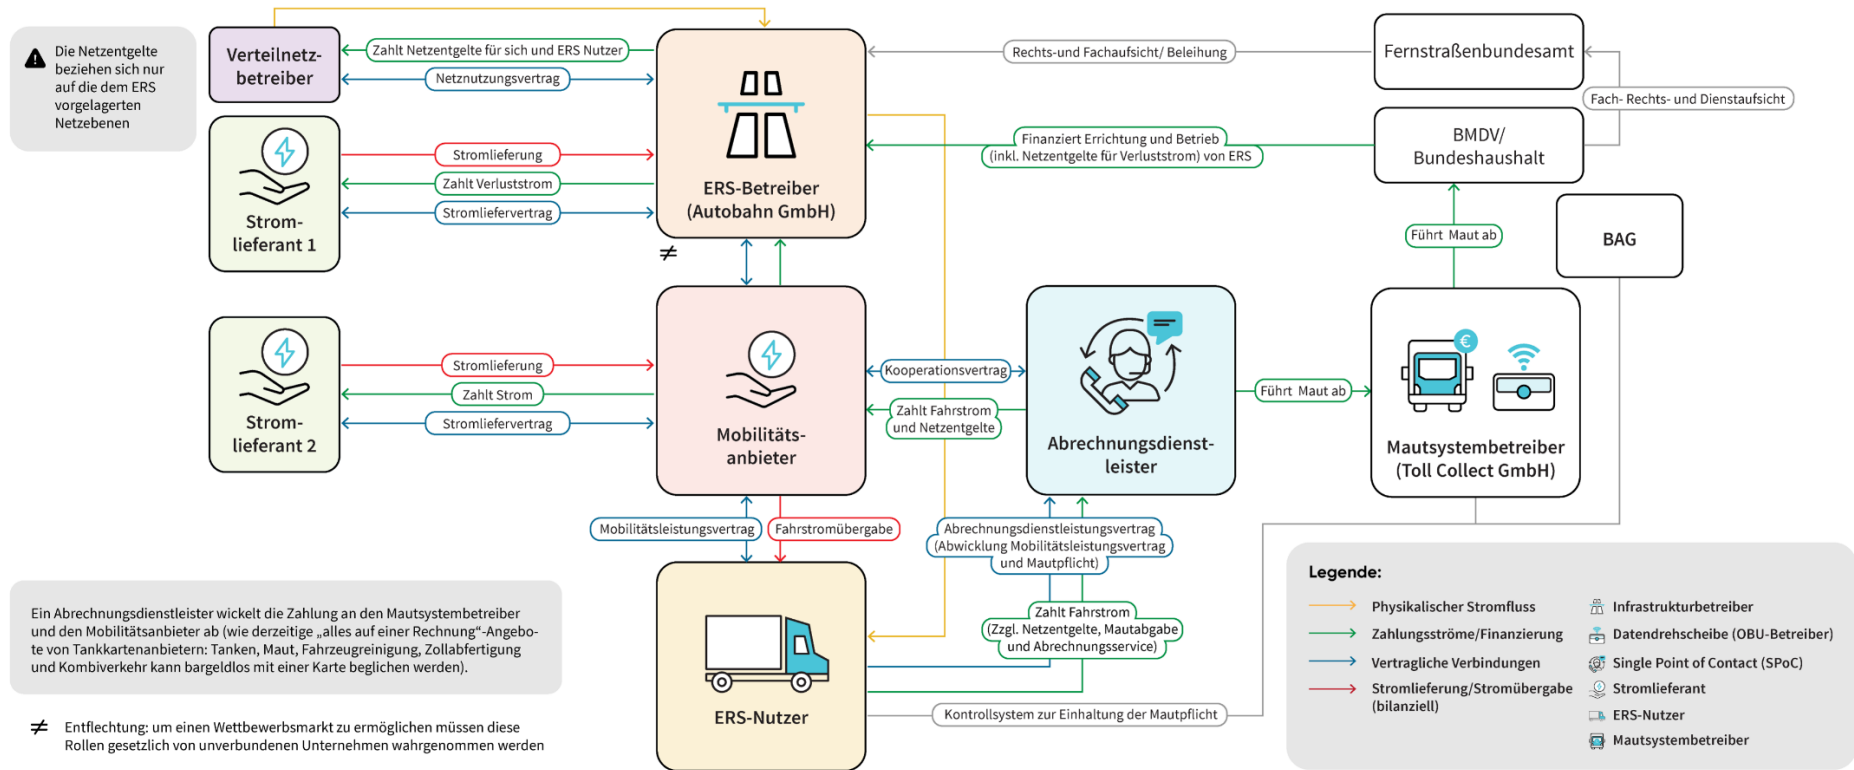 Die Netzentgelte
beziehen sich nur
auf die dem ERS
vorgelagerten
Netzebenen
Verteilnetz-
betreiber
Zahlt Netzentgelte für sich und ERS Nutzer
Netznutzungsvertrag
Strom-
lieferant 1
Stromlieferung
Zahlt Verluststrom
Stromliefervertrag
ERS-Betreiber
(Autobahn GmbH)
≠
Rechts-und Fachaufsicht/ Beleihung
Fernstraßenbundesamt
Fach- Rechts- und Dienstaufsicht
Finanziert Errichtung und Betrieb
(inkl. Netzentgelte für Verluststrom) von ERS
BMDV/
Bundeshaushalt
Führt Maut ab
BAG
Strom-
lieferant 2
Stromlieferung
Zahlt Strom
Stromliefervertrag
Mobilitäts-
anbieter
Kooperationsvertrag
Zahlt Fahrstrom
und Netzentgelte
Abrechnungsdienst-
leister
Führt Maut ab
€
Mautsystembetreiber
(Toll Collect GmbH)
Mobilitätsleistungsvertrag
Fahrstromübergabe
Abrechnungsdienstleistungsvertrag
(Abwicklung Mobilitätsleistungsvertrag
und Mautpflicht)
ERS-Nutzer
Zahlt Fahrstrom
(Zzgl. Netzentgelte, Mautabgabe
und Abrechnungsservice)
Kontrollsystem zur Einhaltung der Mautpflicht
Ein Abrechnungsdienstleister wickelt die Zahlung an den Mautsystembetreiber
und den Mobilitätsanbieter ab (wie derzeitige „alles auf einer Rechnung“-Angebo-
te von Tankkartenanbietern: Tanken, Maut, Fahrzeugreinigung, Zollabfertigung
und Kombiverkehr kann bargeldlos mit einer Karte beglichen werden).
≠ Entflechtung: um einen Wettbewerbsmarkt zu ermöglichen müssen diese
Rollen gesetzlich von unverbundenen Unternehmen wahrgenommen werden
Legende:
Physikalischer Stromfluss
Zahlungsströme/Finanzierung
Vertragliche Verbindungen
Stromlieferung/Stromübergabe
(bilanziell)
Infrastrukturbetreiber
Datendrehscheibe (OBU-Betreiber)
Single Point of Contact (SPoC)
Stromlieferant
ERS-Nutzer
Mautsystembetreiber